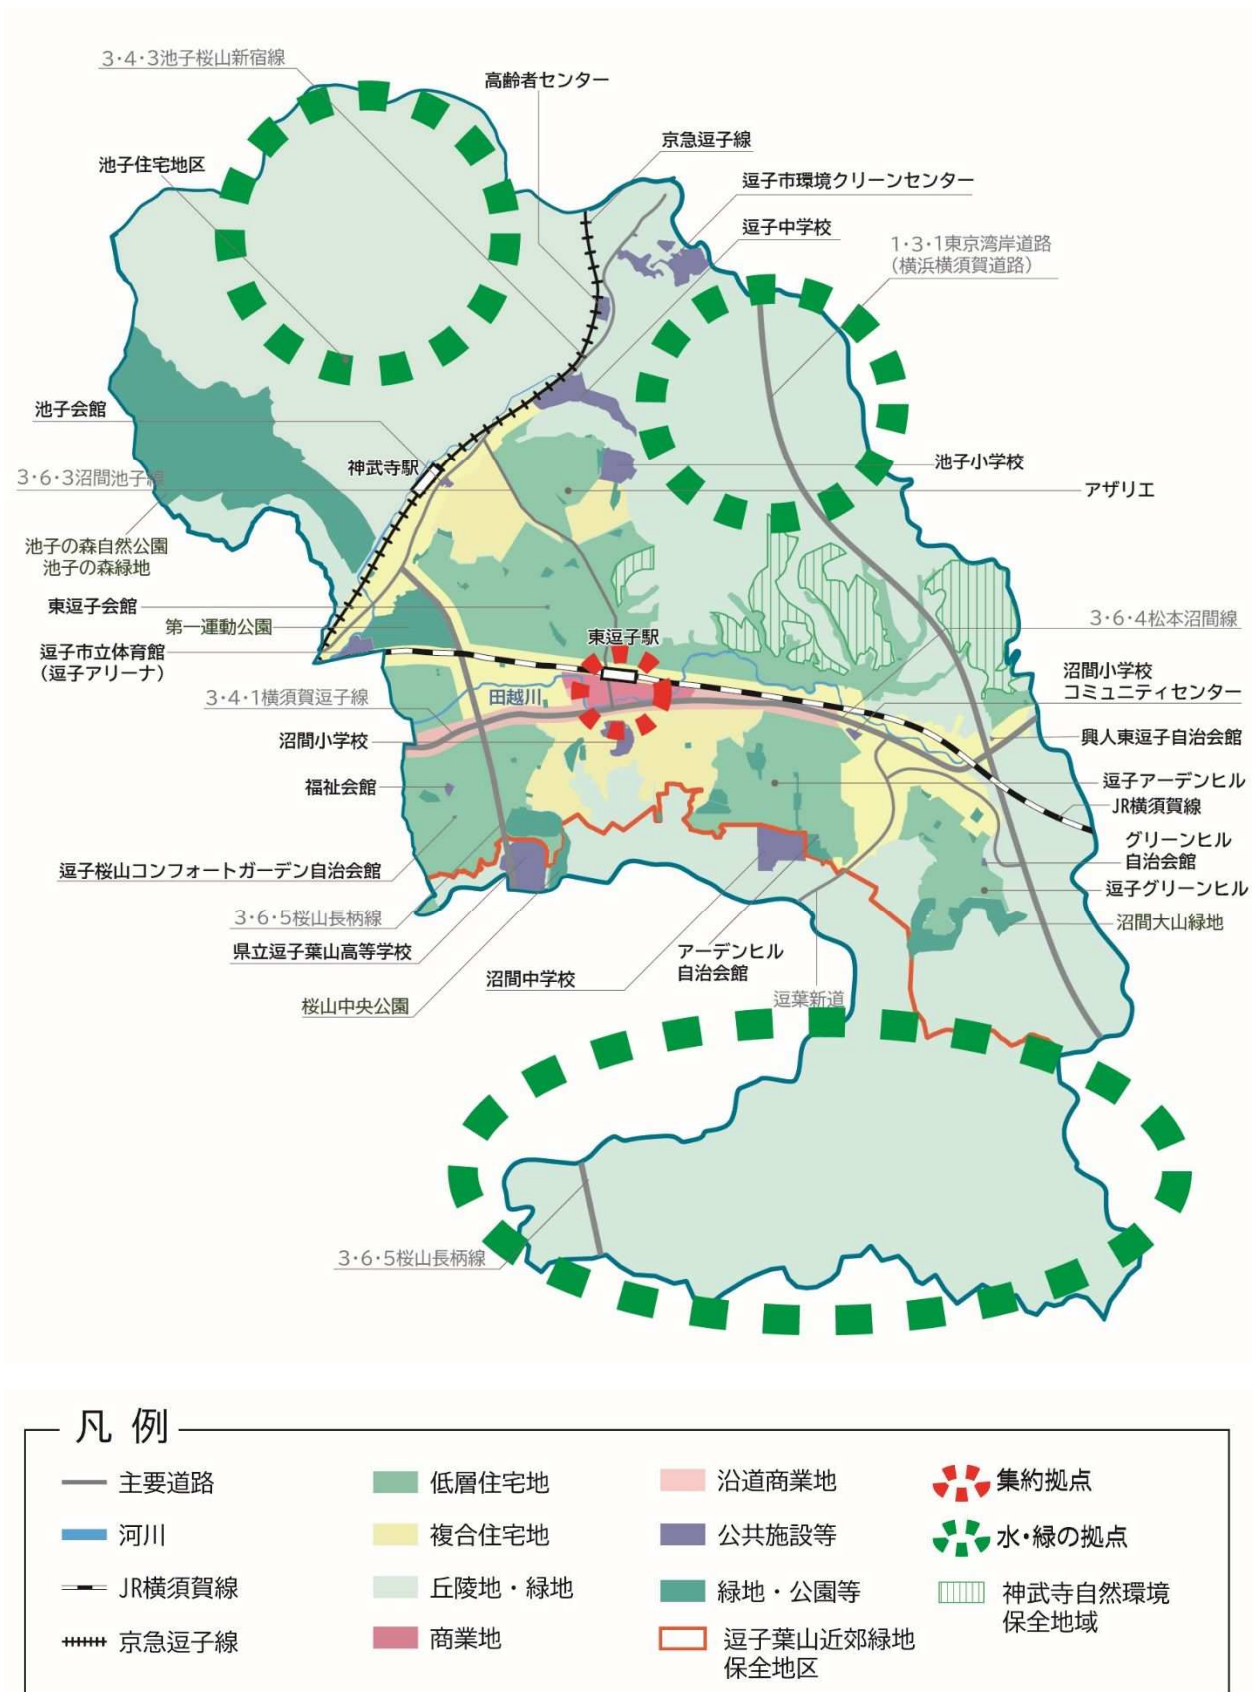 3・4・3池子桜山新宿線
高齢者センター
京急逗子線
池子住宅地区
逗子市環境クリーンセンター
逗子中学校
1・3・1東京湾岸道路
（横浜横須賀道路）
池子会館
神武寺駅
池子小学校
3・6・3沼間池子線
アザリエ
池子の森自然公園
池子の森緑地
東逗子会館
第一運動公園
東逗子駅
3・6・4松本沼間線
逗子市立体育館
（逗子アリーナ）
沼間小学校
コミュニティセンター
3・4・1横須賀逗子線
田越川
沼間小学校
興人東逗子自治会館
福祉会館
逗子アーデンヒル
JR横須賀線
グリーンヒル
自治会館
逗子桜山コンフォートガーデン自治会館
逗子グリーンヒル
3・6・5桜山長柄線
沼間大山緑地
県立逗子葉山高等学校
アーデンヒル
自治会館
沼間中学校
逗葉新道
桜山中央公園
3・6・5桜山長柄線
凡例
主要道路
低層住宅地
沿道商業地
集約拠点
河川
複合住宅地
公共施設等
水・緑の拠点
JR横須賀線
丘陵地・緑地
緑地・公園等
神武寺自然環境
保全地域
京急逗子線
商業地
逗子葉山近郊緑地
保全地区